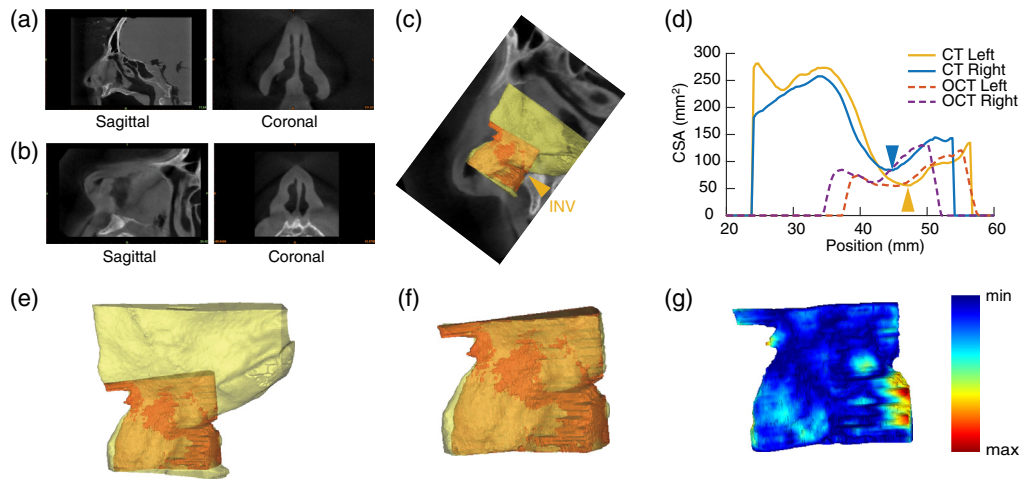 (a)
Sagittal
Coronal
(b)
Sagittal
Coronal
(c)
INV
(d)
CT Left
CT Right
OCT Left
OCT Right
CSA (mm²)
300
250
200
150
100
50
0
20
30
40
50
60
Position (mm)
(e)
(f)
(g)
min
max